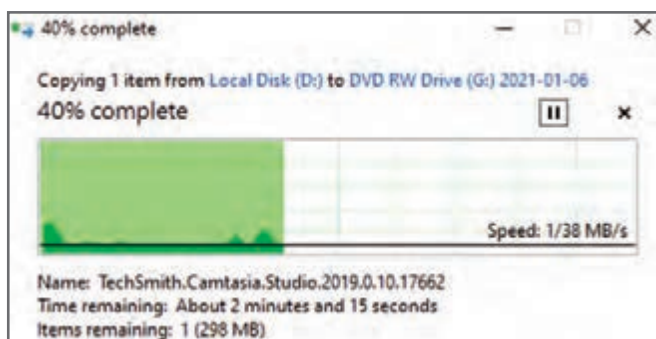 40% complete
Copying 1 item from Local Disk (D:) to DVD RW Drive (G:) 2021-01-06
40% complete
Speed: 1/38 MB/s
Name: TechSmith.Camtasia.Studio.2019.0.10.17662
Time remaining: About 2 minutes and 15 seconds
Items remaining: 1 (298 MB)